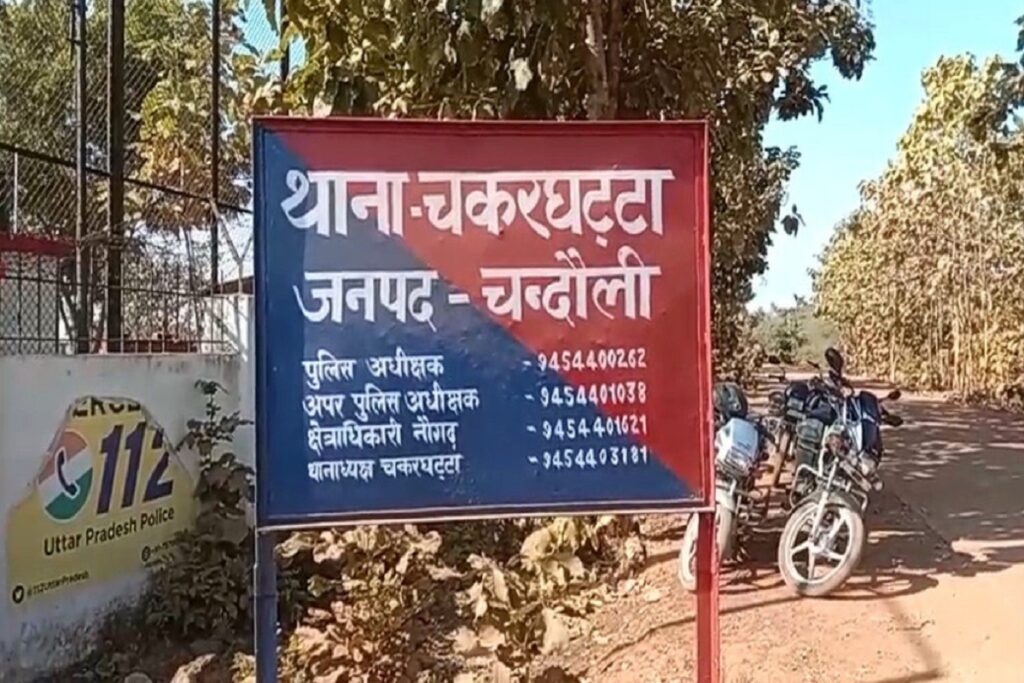 थाना-चकरघट्टा
जनपद - चन्दौली
पुलिस अधीक्षक - 9454400262
अपर पुलिस अधीक्षक - 9454401038
क्षेत्राधिकारी नौगढ़ - 9454401621
थानाध्यक्ष चकरघट्टा - 9454403181
112
Uttar Pradesh Police
@112UttarPradesh